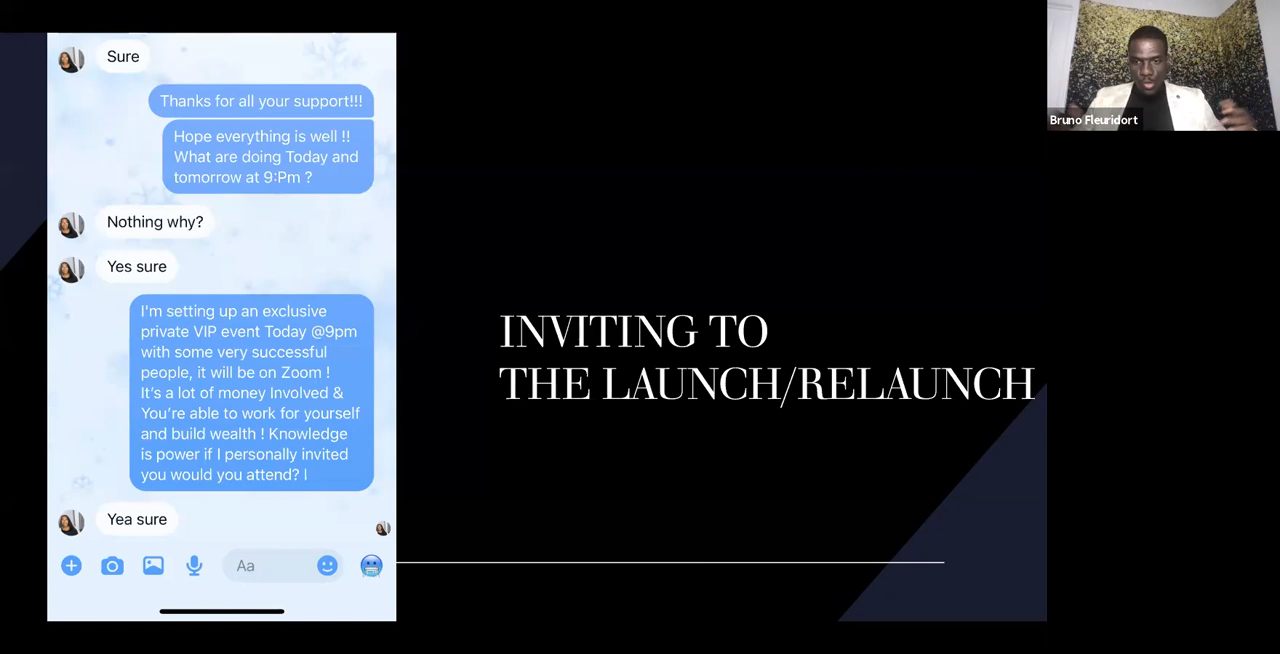 Sure
Thanks for all your support!!!
Hope everything is well !!
What are doing Today and
tomorrow at 9:Pm ?
Nothing why?
Yes sure
I'm setting up an exclusive
private VIP event Today @9pm
with some very successful
people, it will be on Zoom !
It's a lot of money Involved &
You're able to work for yourself
and build wealth ! Knowledge
is power if I personally invited
you would you attend? I
Yea sure
Aa
INVITING TO
THE LAUNCH/RELAUNCH
Bruno Fleuridort